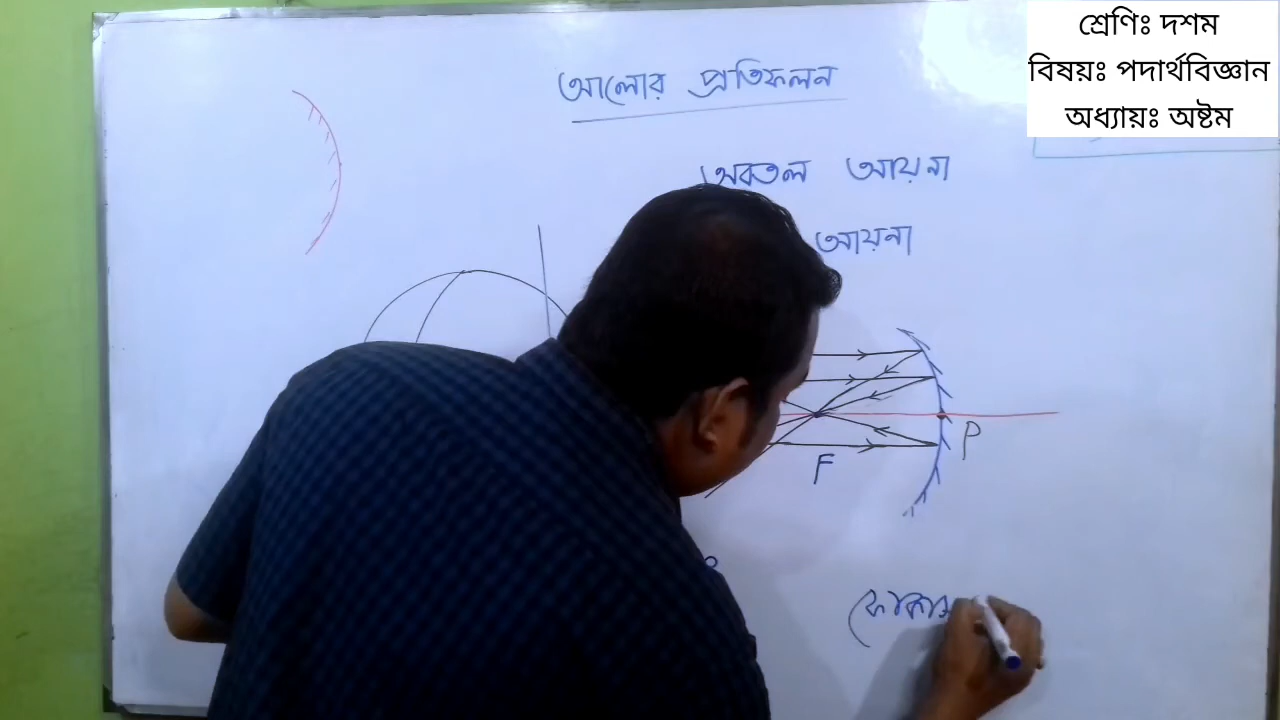 শ্রেণিঃ দশম
বিষয়ঃ পদার্থবিজ্ঞান
অধ্যায়ঃ অষ্টম
আলোর প্রতিফলন
অবতল আয়না
আয়না
F
P
ফোকাস